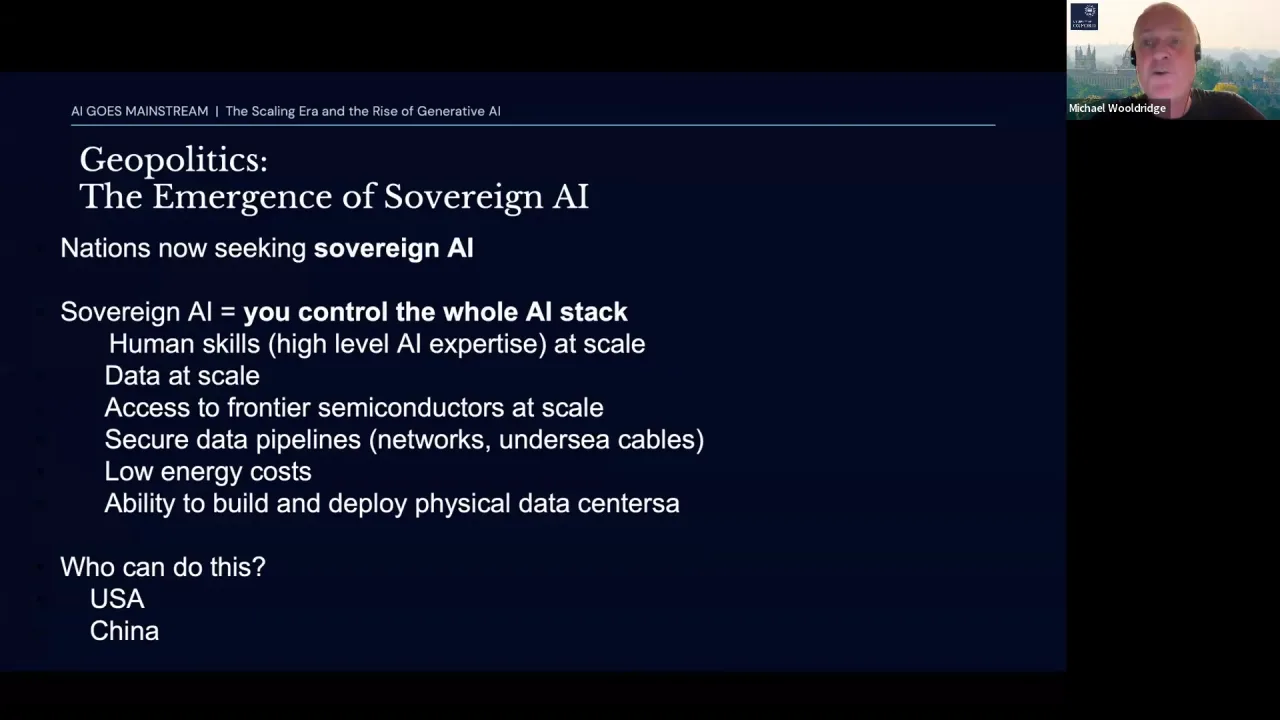 AI GOES MAINSTREAM | The Scaling Era and the Rise of Generative AI
Geopolitics:
The Emergence of Sovereign AI
Nations now seeking sovereign AI
Sovereign AI = you control the whole AI stack
Human skills (high level AI expertise) at scale
Data at scale
Access to frontier semiconductors at scale
Secure data pipelines (networks, undersea cables)
Low energy costs
Ability to build and deploy physical data centersa
Who can do this?
USA
China
OXFORD
Michael Wooldridge